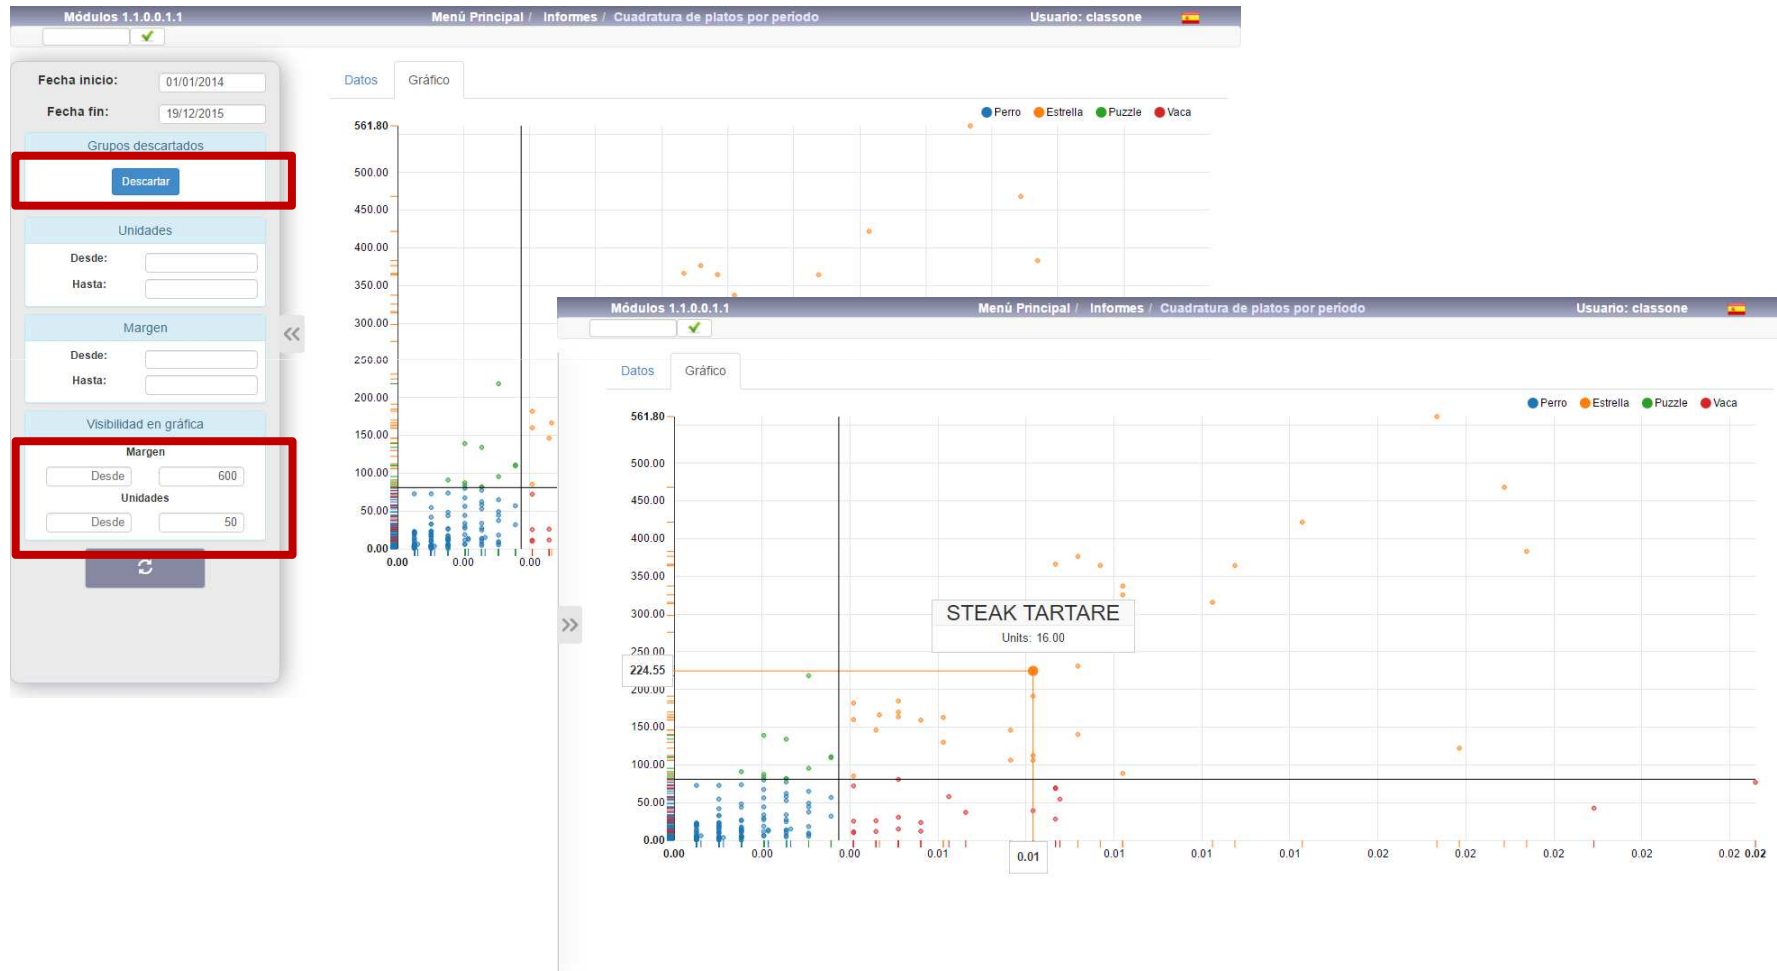 Módulos 1.1.0.0.1.1
Menú Principal / Informes / Cuadratura de platos por período
Usuario: classone
Fecha inicio: 01/01/2014
Fecha fin: 19/12/2015
Grupos descartados
Descartar
Unidades
Desde:
Hasta:
Margen
Desde:
Hasta:
Visibilidad en gráfica
Margen
Desde 600
Unidades
Desde 50
Datos Gráfico
Perro Estrella Puzzle Vaca
561.80
500.00
450.00
400.00
350.00
300.00
250.00
200.00
150.00
100.00
50.00
0.00
0.00 0.00 0.00
Módulos 1.1.0.0.1.1
Menú Principal / Informes / Cuadratura de platos por período
Usuario: classone
Datos Gráfico
Perro Estrella Puzzle Vaca
561.80
500.00
450.00
400.00
350.00
300.00
250.00
224.55
200.00
150.00
100.00
50.00
0.00
STEAK TARTARE
Units: 16.00
0.00 0.00 0.00 0.01 0.01 0.01 0.01 0.01 0.02 0.02 0.02 0.02 0.02 0.02